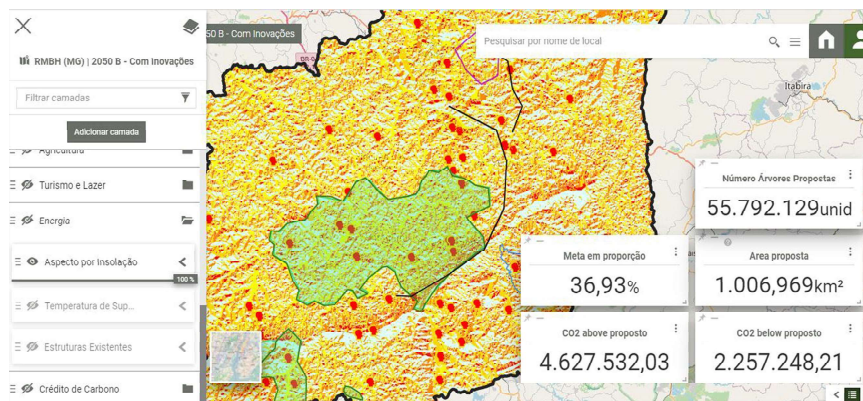 RMBH (MG) | 2050 B - Com Inovações
Filtrar camadas
Adicionar camada
Agricultura
Turismo e Lazer
Energia
Aspecto por Insolação
100 %
Temperatura de Sup...
Estruturas Existentes
Crédito de Carbono
50 B - Com Inovações
Pesquisar por nome de local
Itabira
Número Árvores Propostas
55.792.129unid
Meta em proporção
36,93%
Area proposta
1.006,969km²
CO2 above proposto
4.627.532,03
CO2 below proposto
2.257.248,21